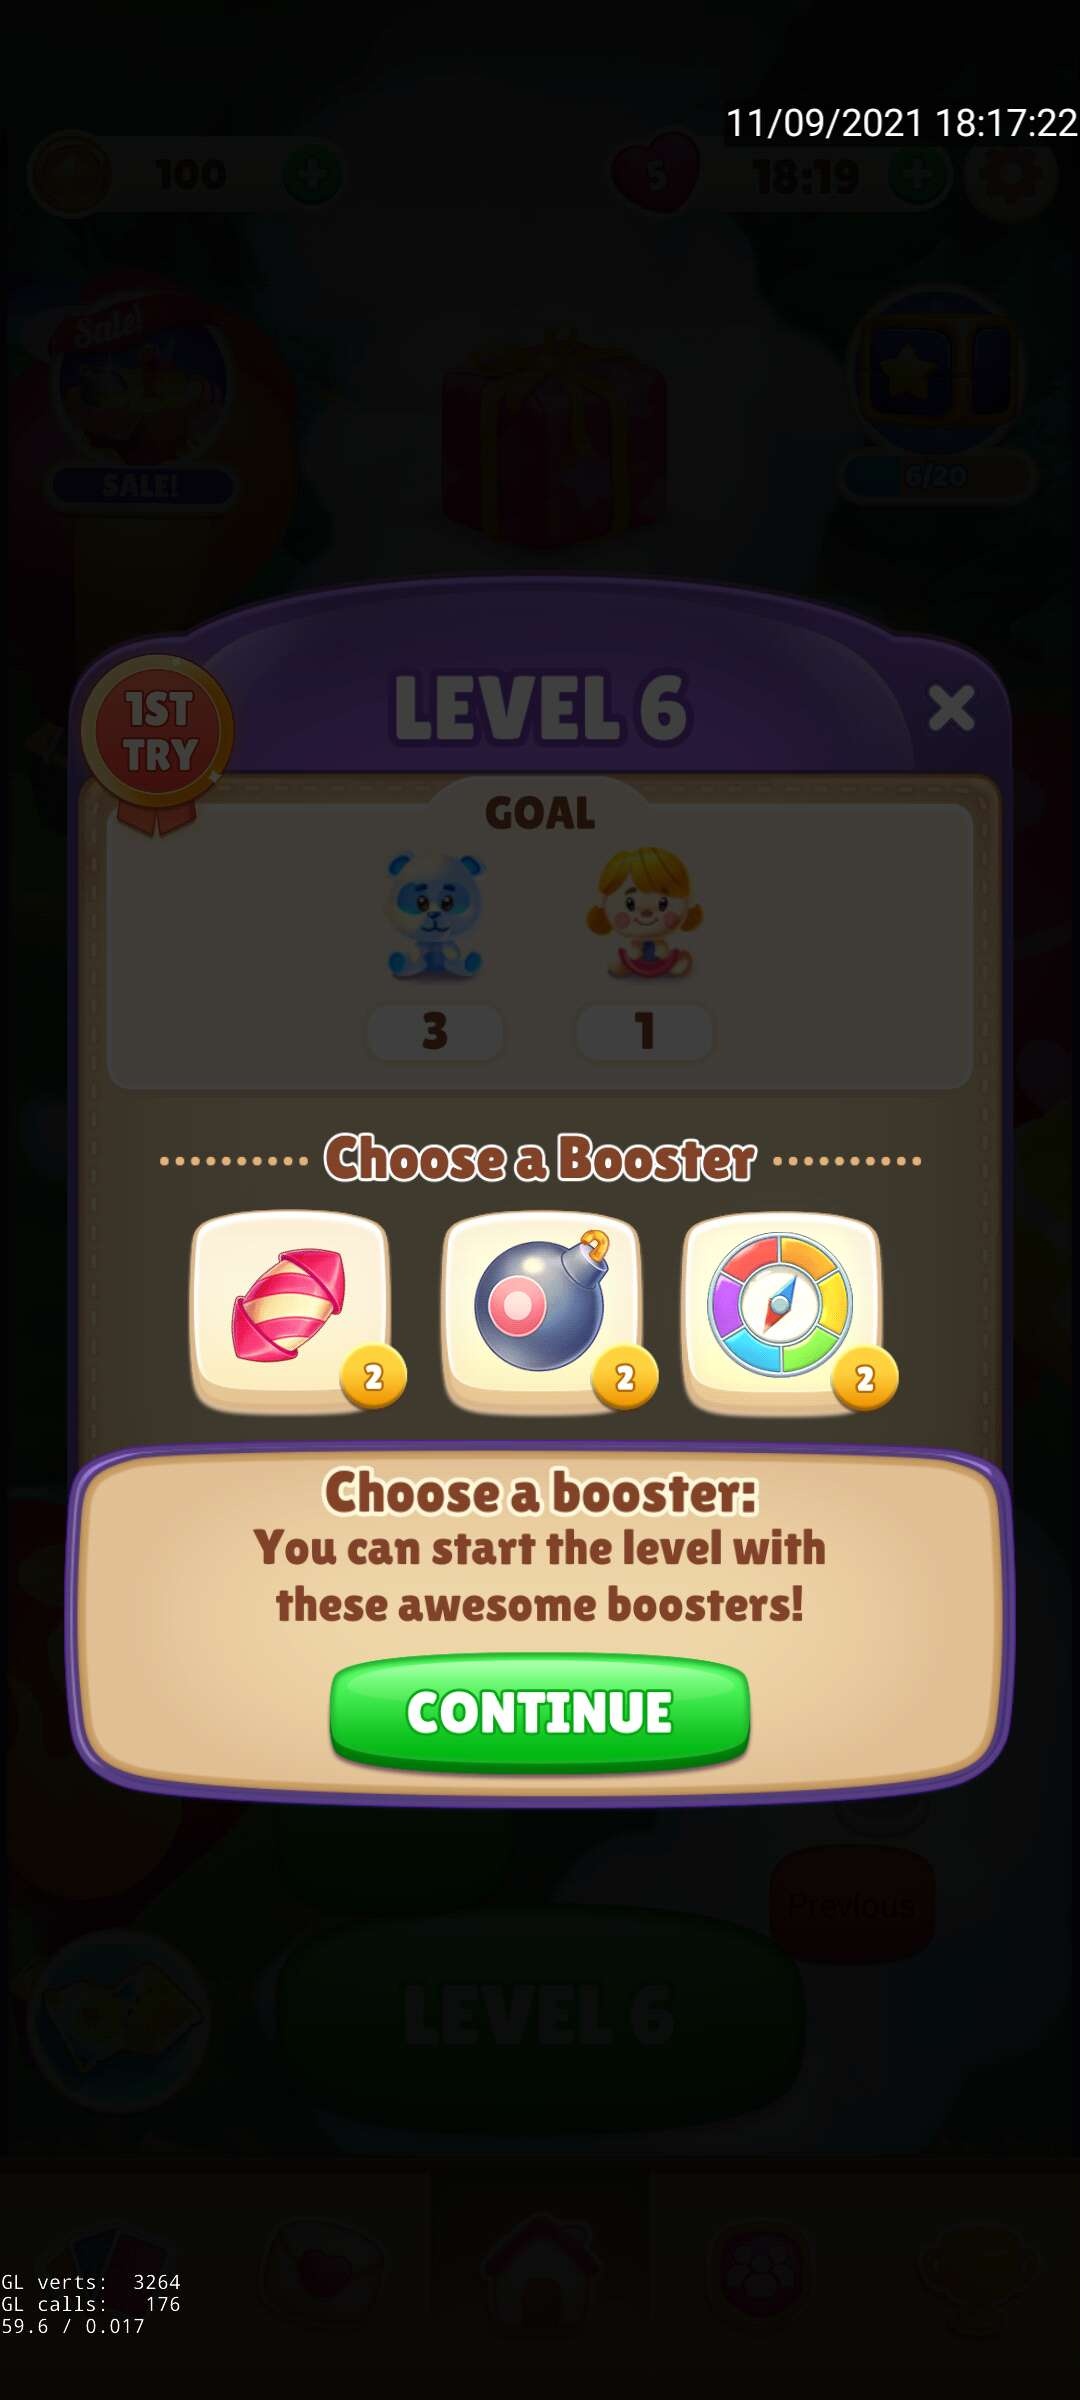 11/09/2021 18:17:22
100
5
18:19
Sale!
SALE!
6/20
1ST
TRY
LEVEL 6
GOAL
3
1
Choose a Booster
2
2
2
Choose a booster:
You can start the level with
these awesome boosters!
CONTINUE
Previous
LEVEL 6
GL verts: 3264
GL calls: 176
59.6 / 0.017